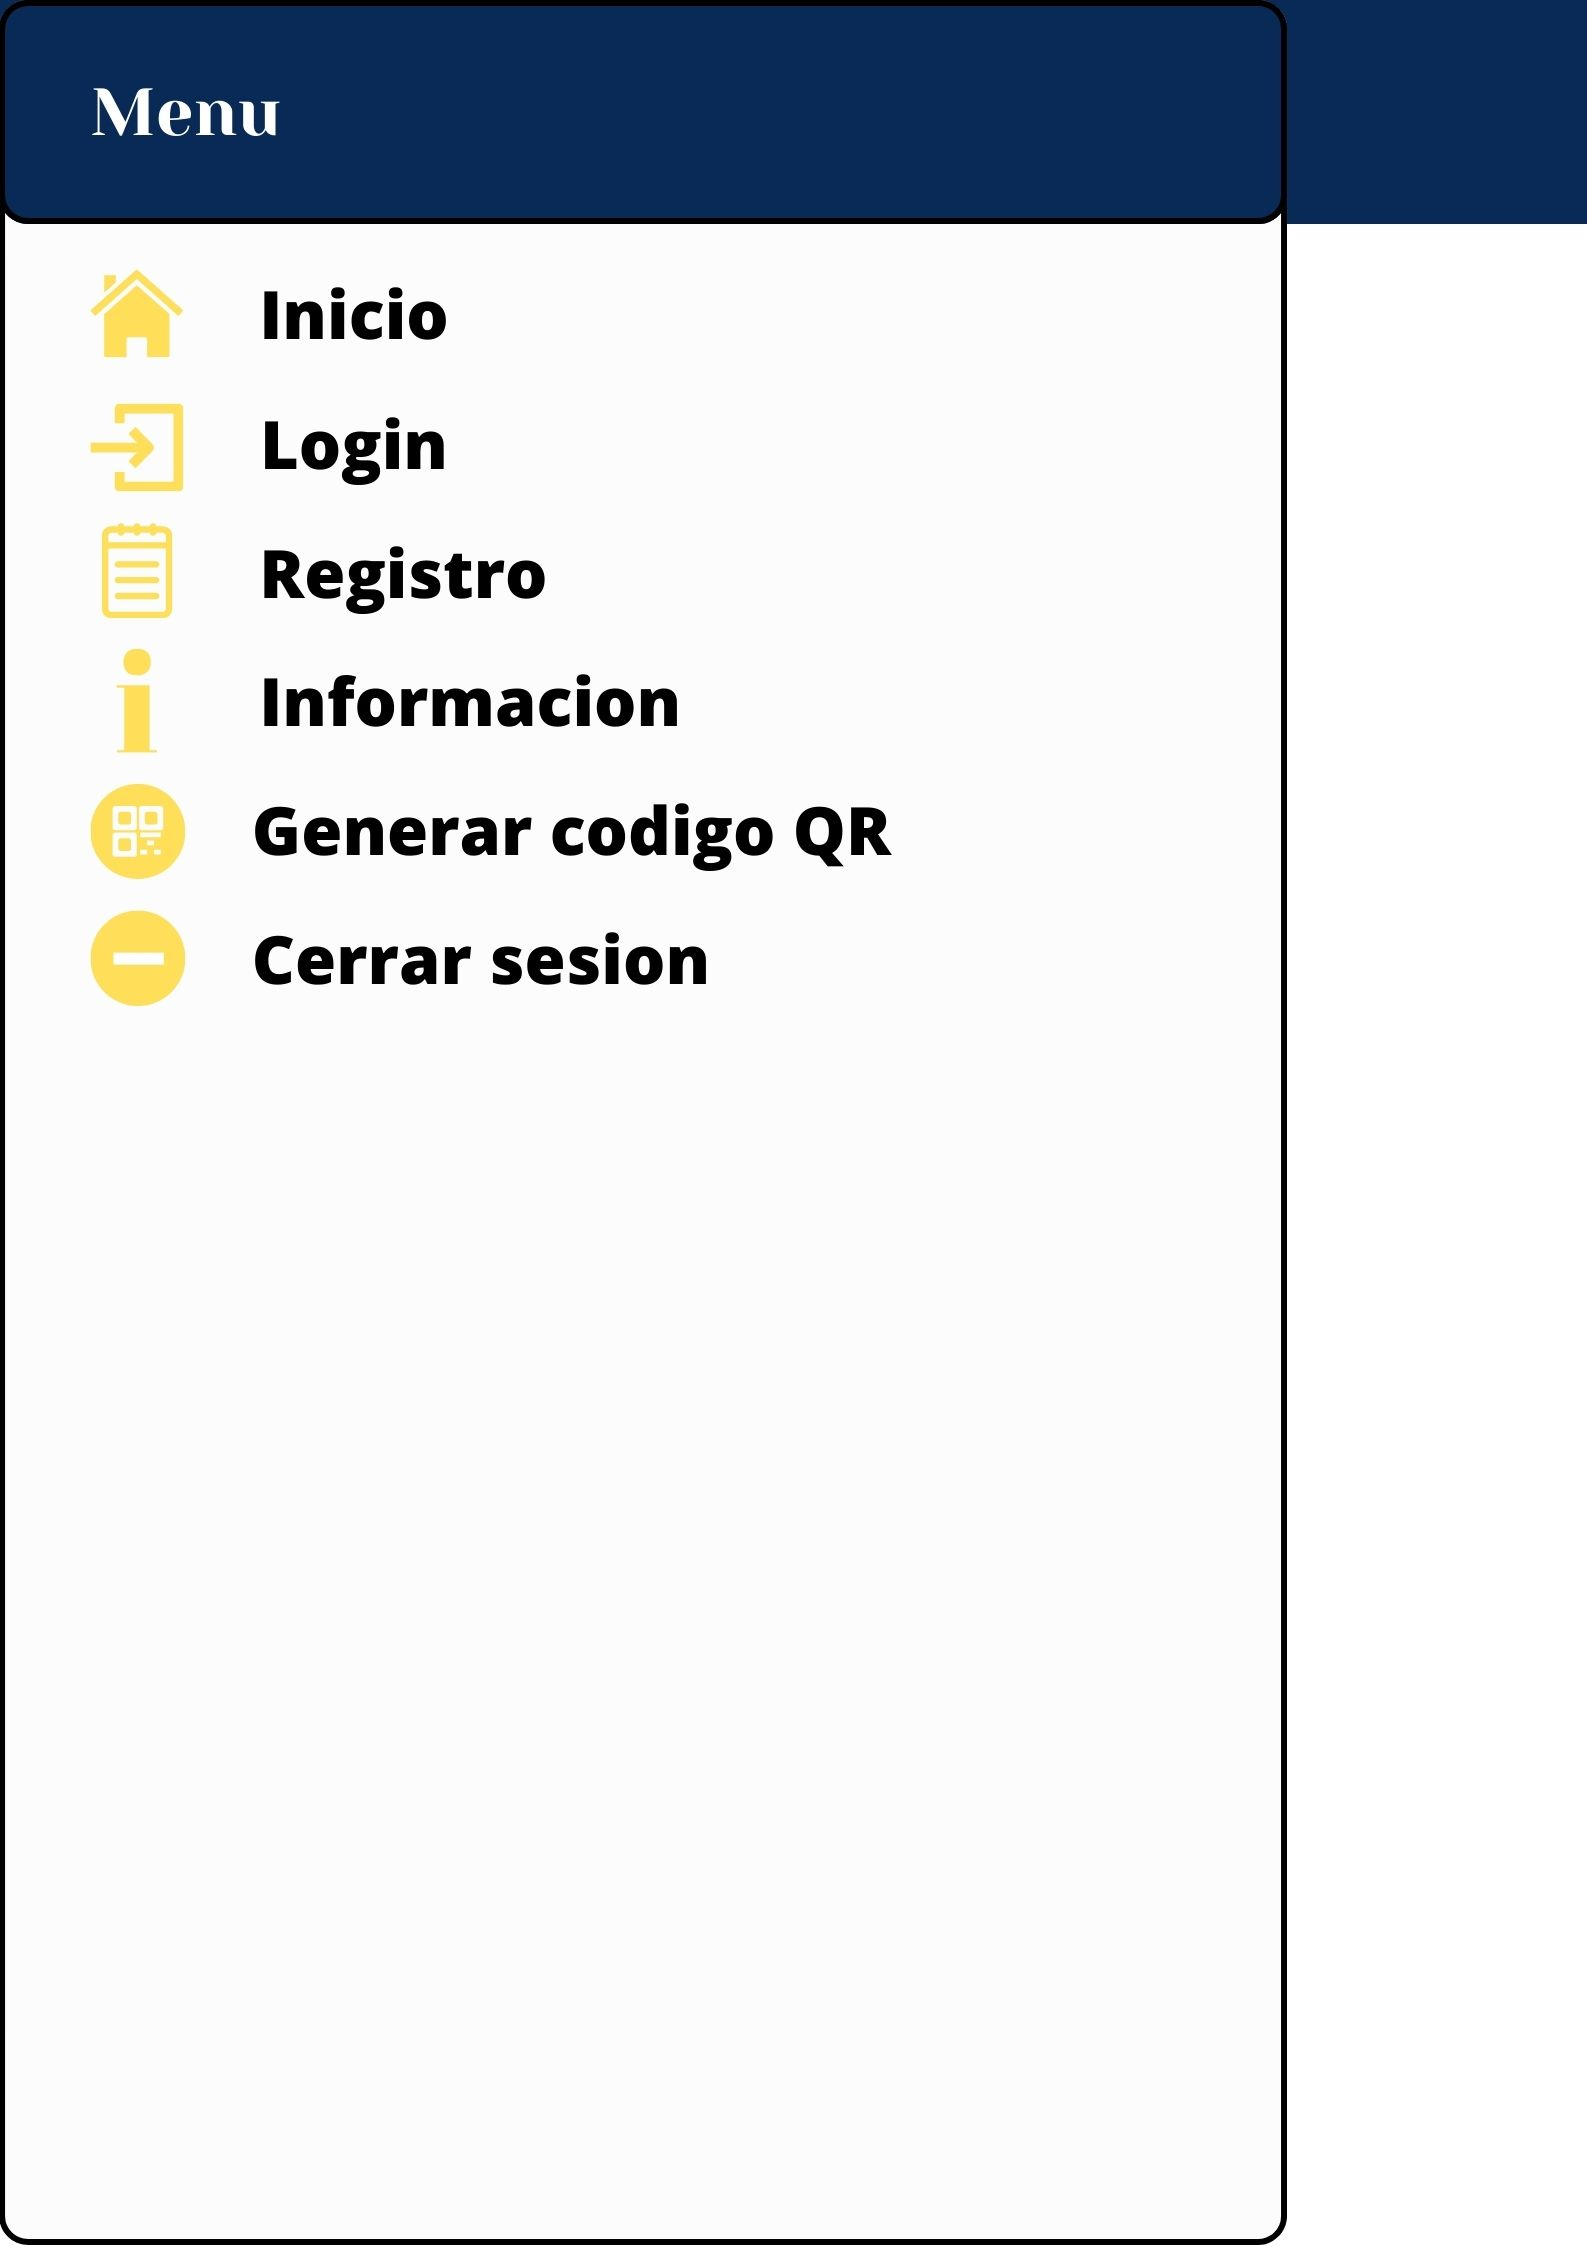 Menu
Inicio
Login
Registro
Informacion
Generar codigo QR
Cerrar sesion